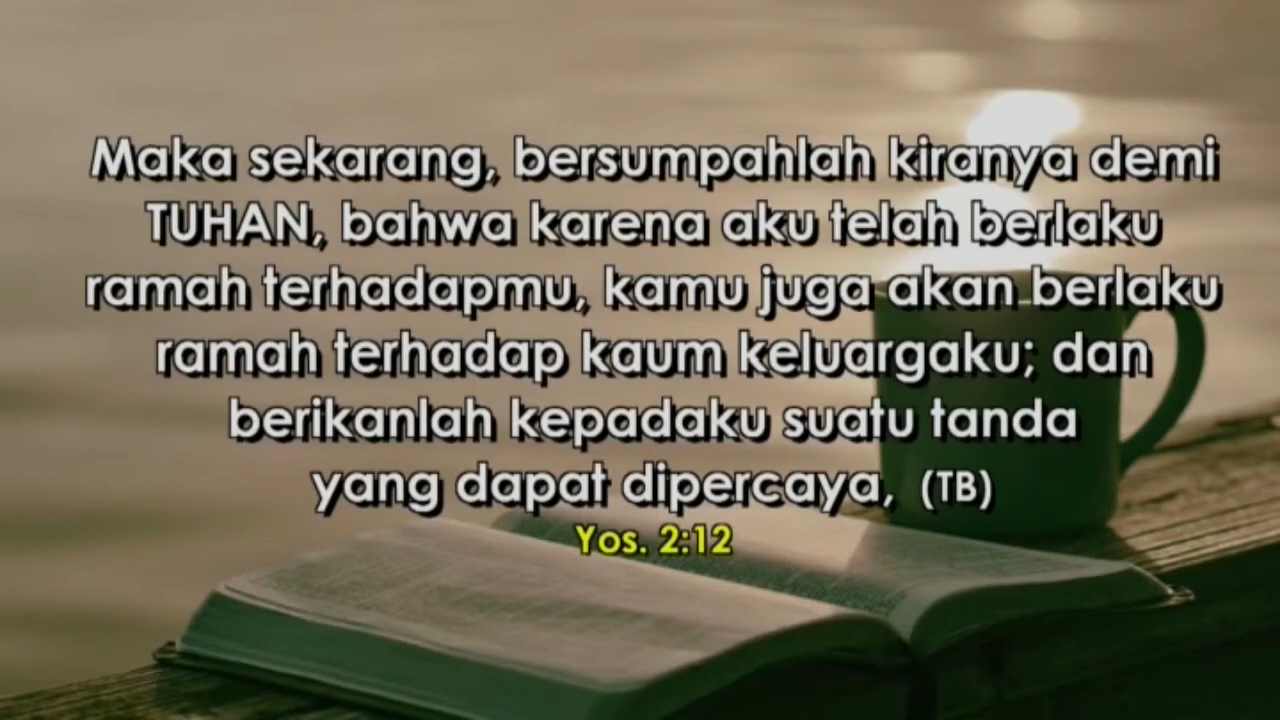 Maka sekarang, bersumpahlah kiranya demi
TUHAN, bahwa karena aku telah berlaku
ramah terhadapmu, kamu juga akan berlaku
ramah terhadap kaum keluargaku; dan
berikanlah kepadaku suatu tanda
yang dapat dipercaya, (TB)
Yos. 2:12